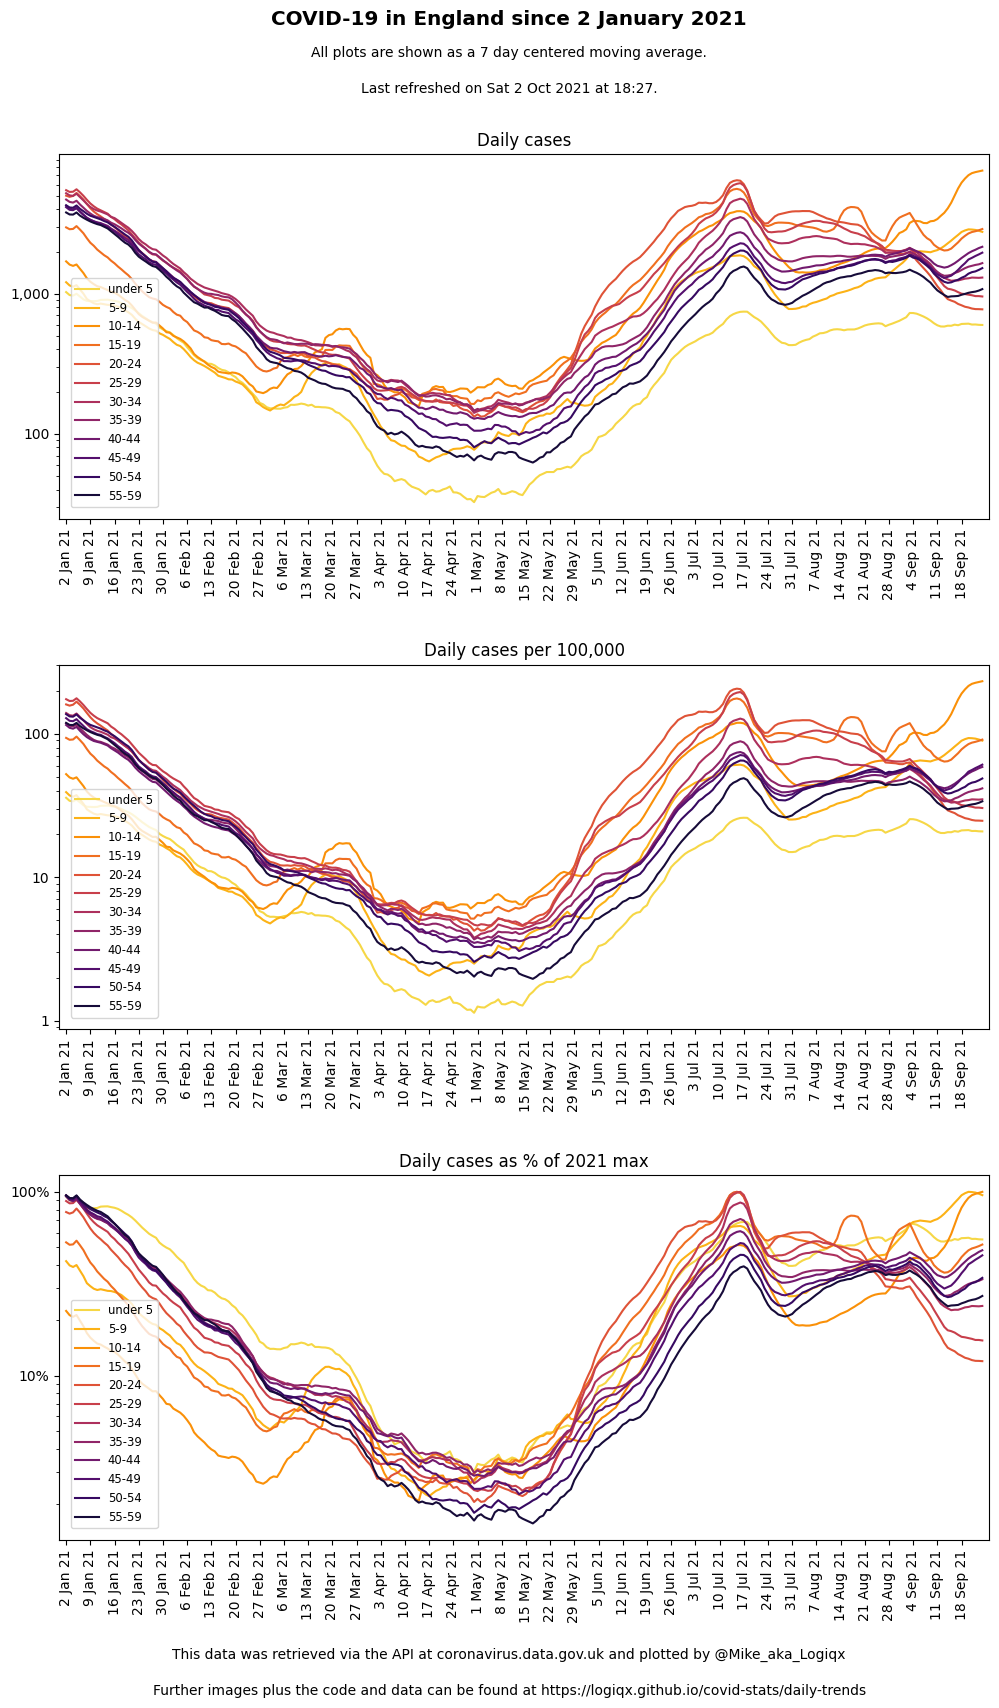 COVID-19 in England since 2 January 2021
All plots are shown as a 7 day centered moving average.
Last refreshed on Sat 2 Oct 2021 at 18:27.
Daily cases
1,000
100
under 5
5-9
10-14
15-19
20-24
25-29
30-34
35-39
40-44
45-49
50-54
55-59
2 Jan 21
9 Jan 21
16 Jan 21
23 Jan 21
30 Jan 21
6 Feb 21
13 Feb 21
20 Feb 21
27 Feb 21
6 Mar 21
13 Mar 21
20 Mar 21
27 Mar 21
3 Apr 21
10 Apr 21
17 Apr 21
24 Apr 21
1 May 21
8 May 21
15 May 21
22 May 21
29 May 21
5 Jun 21
12 Jun 21
19 Jun 21
26 Jun 21
3 Jul 21
10 Jul 21
17 Jul 21
24 Jul 21
31 Jul 21
7 Aug 21
14 Aug 21
21 Aug 21
28 Aug 21
4 Sep 21
11 Sep 21
18 Sep 21
Daily cases per 100,000
100
10
1
under 5
5-9
10-14
15-19
20-24
25-29
30-34
35-39
40-44
45-49
50-54
55-59
2 Jan 21
9 Jan 21
16 Jan 21
23 Jan 21
30 Jan 21
6 Feb 21
13 Feb 21
20 Feb 21
27 Feb 21
6 Mar 21
13 Mar 21
20 Mar 21
27 Mar 21
3 Apr 21
10 Apr 21
17 Apr 21
24 Apr 21
1 May 21
8 May 21
15 May 21
22 May 21
29 May 21
5 Jun 21
12 Jun 21
19 Jun 21
26 Jun 21
3 Jul 21
10 Jul 21
17 Jul 21
24 Jul 21
31 Jul 21
7 Aug 21
14 Aug 21
21 Aug 21
28 Aug 21
4 Sep 21
11 Sep 21
18 Sep 21
Daily cases as % of 2021 max
100%
10%
under 5
5-9
10-14
15-19
20-24
25-29
30-34
35-39
40-44
45-49
50-54
55-59
2 Jan 21
9 Jan 21
16 Jan 21
23 Jan 21
30 Jan 21
6 Feb 21
13 Feb 21
20 Feb 21
27 Feb 21
6 Mar 21
13 Mar 21
20 Mar 21
27 Mar 21
3 Apr 21
10 Apr 21
17 Apr 21
24 Apr 21
1 May 21
8 May 21
15 May 21
22 May 21
29 May 21
5 Jun 21
12 Jun 21
19 Jun 21
26 Jun 21
3 Jul 21
10 Jul 21
17 Jul 21
24 Jul 21
31 Jul 21
7 Aug 21
14 Aug 21
21 Aug 21
28 Aug 21
4 Sep 21
11 Sep 21
18 Sep 21
This data was retrieved via the API at coronavirus.data.gov.uk and plotted by @Mike_aka_Logiqx
Further images plus the code and data can be found at https://logiqx.github.io/covid-stats/daily-trends